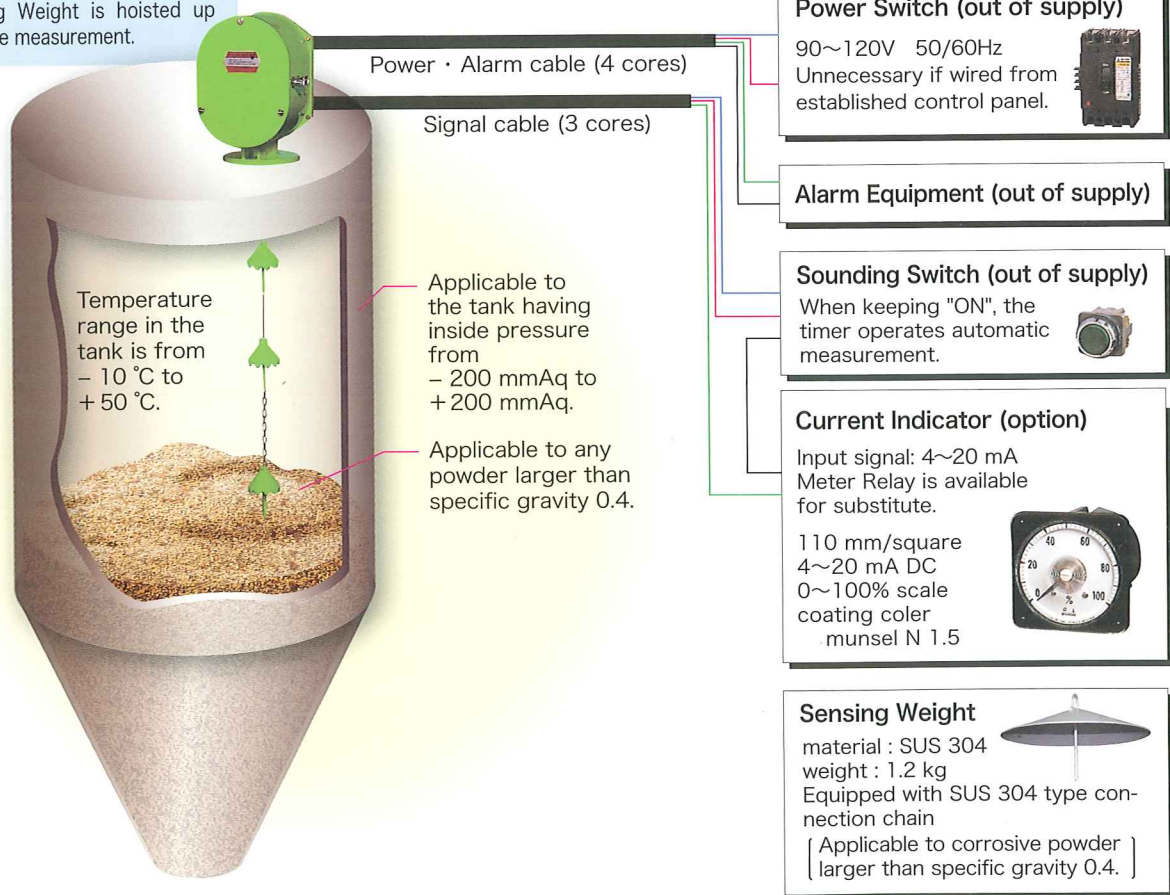 g Weight is hoisted up
e measurement.
Power・Alarm cable (4 cores)
Signal cable (3 cores)
Temperature
range in the
tank is from
– 10 ℃ to
+ 50 ℃.
Applicable to
the tank having
inside pressure
from
– 200 mmAq to
+ 200 mmAq.
Applicable to any
powder larger than
specific gravity 0.4.
Power Switch (out of supply)
90〜120V 50/60Hz
Unnecessary if wired from
established control panel.
Alarm Equipment (out of supply)
Sounding Switch (out of supply)
When keeping "ON", the
timer operates automatic
measurement.
Current Indicator (option)
Input signal: 4〜20 mA
Meter Relay is available
for substitute.
110 mm/square
4〜20 mA DC
0〜100% scale
coating coler
munsel N 1.5
0 20 40 60 80 100
%
Sensing Weight
material : SUS 304
weight : 1.2 kg
Equipped with SUS 304 type con-
nection chain
[ Applicable to corrosive powder
larger than specific gravity 0.4. ]